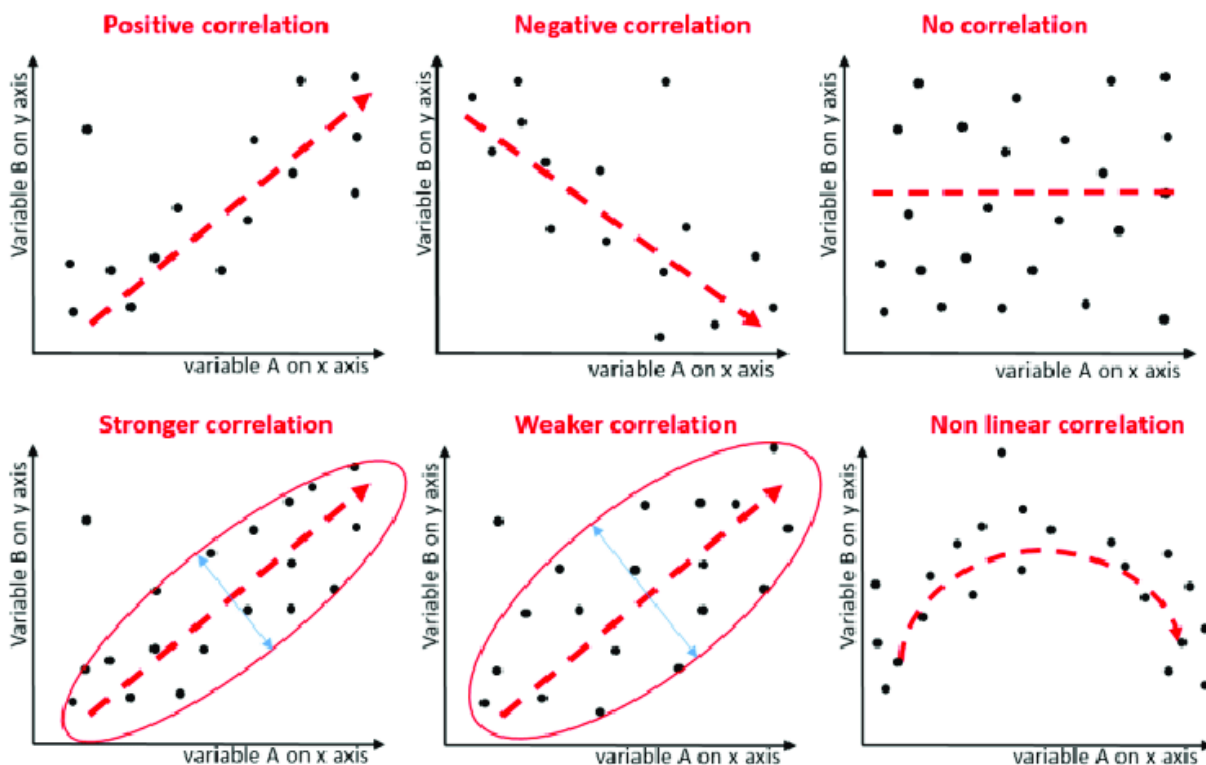 Positive correlation
Variable B on y axis
variable A on x axis
Negative correlation
Variable B on y axis
variable A on x axis
No correlation
Variable B on y axis
variable A on x axis
Stronger correlation
Variable B on y axis
variable A on x axis
Weaker correlation
Variable B on y axis
variable A on x axis
Non linear correlation
Variable B on y axis
variable A on x axis